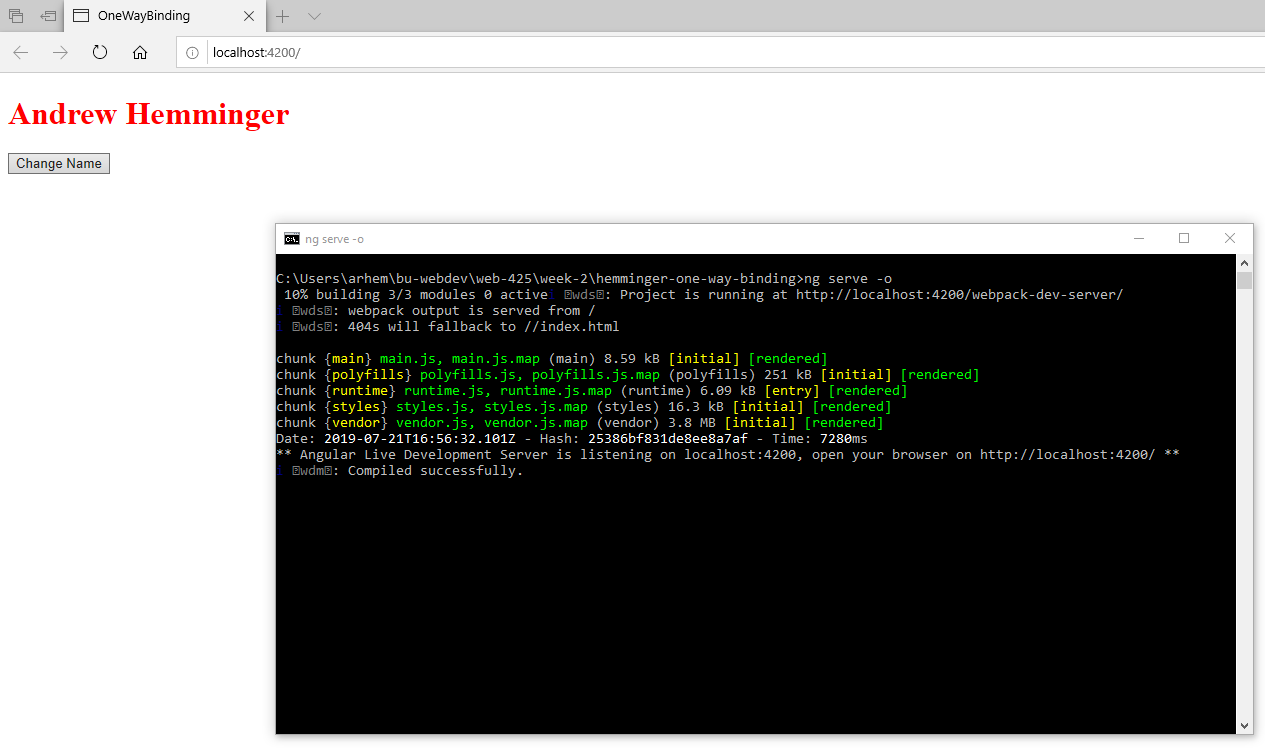 OneWayBinding
localhost:4200/
Andrew Hemminger
Change Name
ng serve -o
C:\Users\arhem\bu-webdev\web-425\week-2\hemminger-one-way-binding>ng serve -o
10% building 3/3 modules 0 active wds: Project is running at http://localhost:4200/webpack-dev-server/
wds: webpack output is served from /
wds: 404s will fallback to //index.html
chunk {main} main.js, main.js.map (main) 8.59 kB [initial] [rendered]
chunk {polyfills} polyfills.js, polyfills.js.map (polyfills) 251 kB [initial] [rendered]
chunk {runtime} runtime.js, runtime.js.map (runtime) 6.09 kB [entry] [rendered]
chunk {styles} styles.js, styles.js.map (styles) 16.3 kB [initial] [rendered]
chunk {vendor} vendor.js, vendor.js.map (vendor) 3.8 MB [initial] [rendered]
Date: 2019-07-21T16:56:32.101Z - Hash: 25386bf831de8ee8a7af - Time: 7280ms
** Angular Live Development Server is listening on localhost:4200, open your browser on http://localhost:4200/ **
wdm: Compiled successfully.